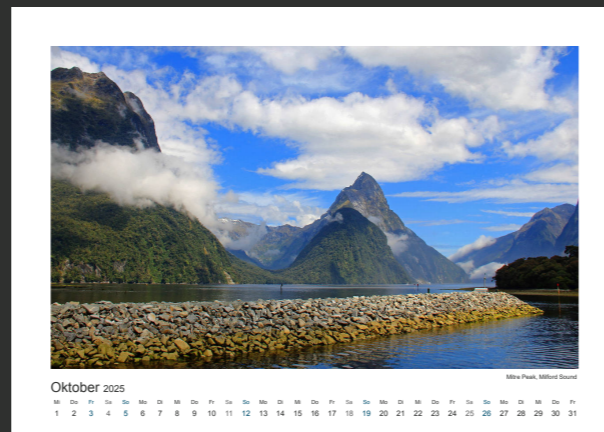 Mitre Peak, Milford Sound
Oktober 2025
Mi Do Fr Sa So Mo Di Mi Do Fr Sa So Mo Di Mi Do Fr Sa So Mo Di Mi Do Fr Sa So Mo Di Mi Do Fr
1 2 3 4 5 6 7 8 9 10 11 12 13 14 15 16 17 18 19 20 21 22 23 24 25 26 27 28 29 30 31